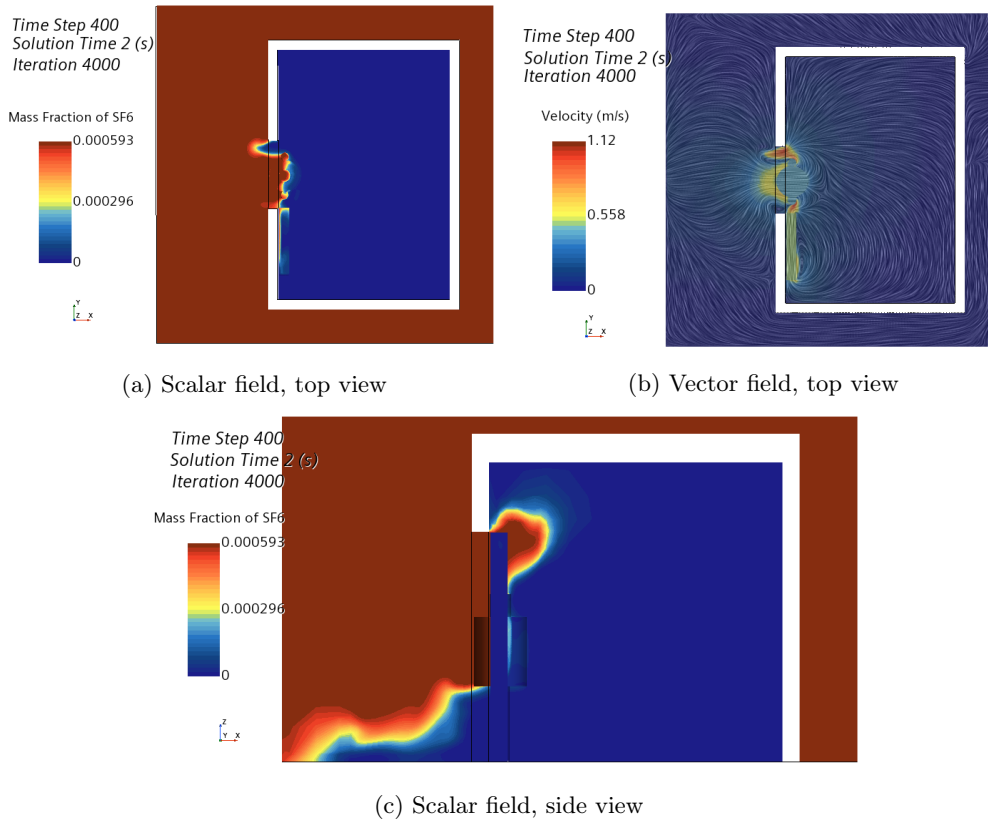 Time Step 400
Solution Time 2 (s)
Iteration 4000
Mass Fraction of SF6
0.000593
0.000296
0
Y
Z X
(a) Scalar field, top view
Time Step 400
Solution Time 2 (s)
Iteration 4000
Velocity (m/s)
1.12
0.558
0
Y
Z X
(b) Vector field, top view
Time Step 400
Solution Time 2 (s)
Iteration 4000
Mass Fraction of SF6
0.000593
0.000296
0
Z
Y X
(c) Scalar field, side view